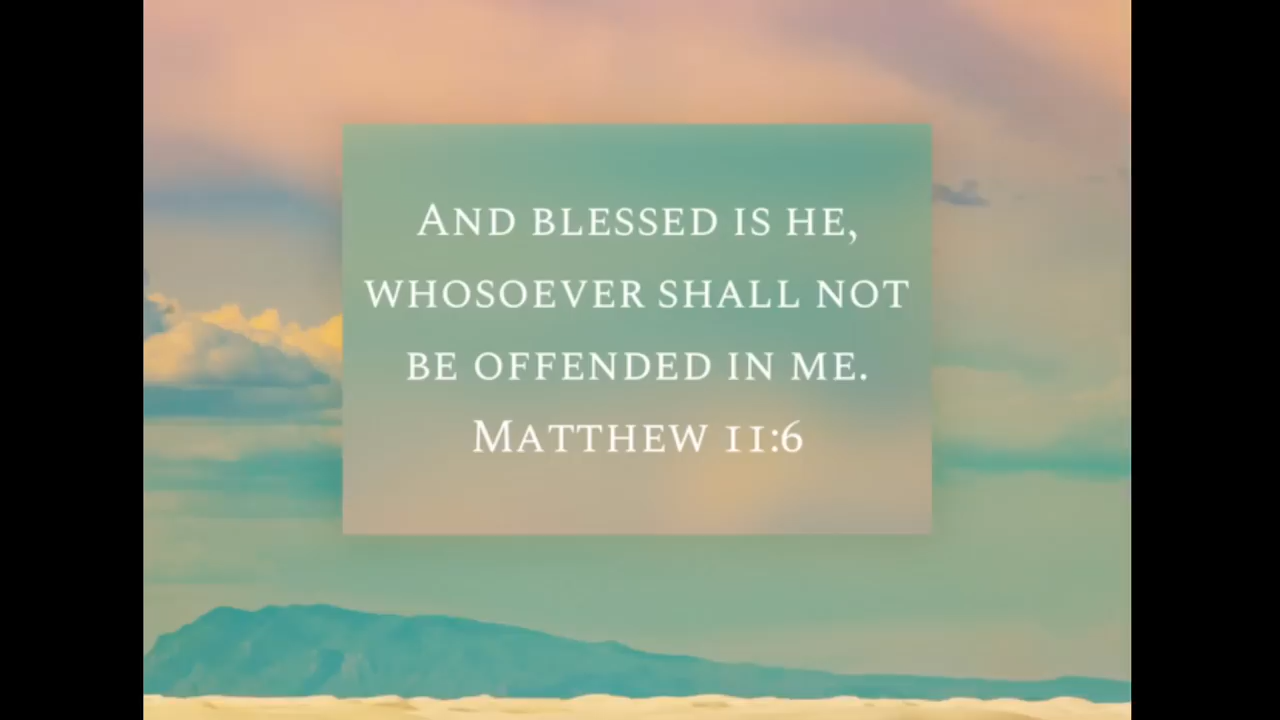 And blessed is he,
whosoever shall not
be offended in me.
Matthew 11:6